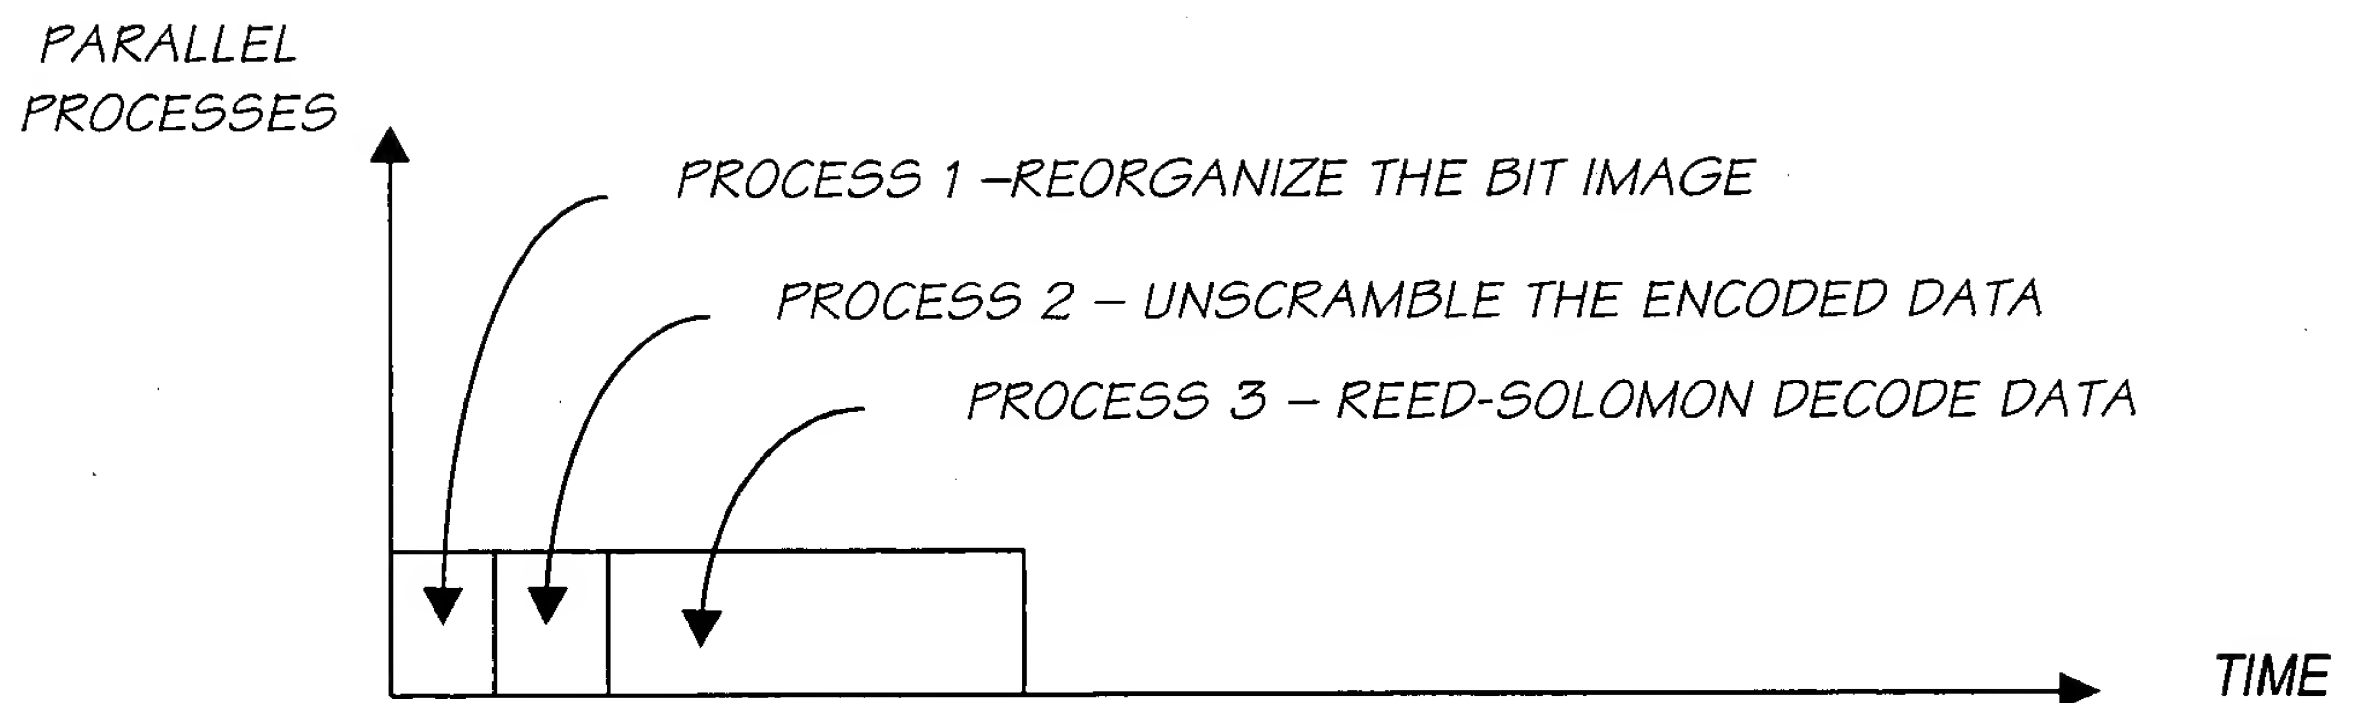 PARALLEL
PROCESSES
PROCESS 1 –REORGANIZE THE BIT IMAGE
PROCESS 2 – UNSCRAMBLE THE ENCODED DATA
PROCESS 3 – REED-SOLOMON DECODE DATA
TIME